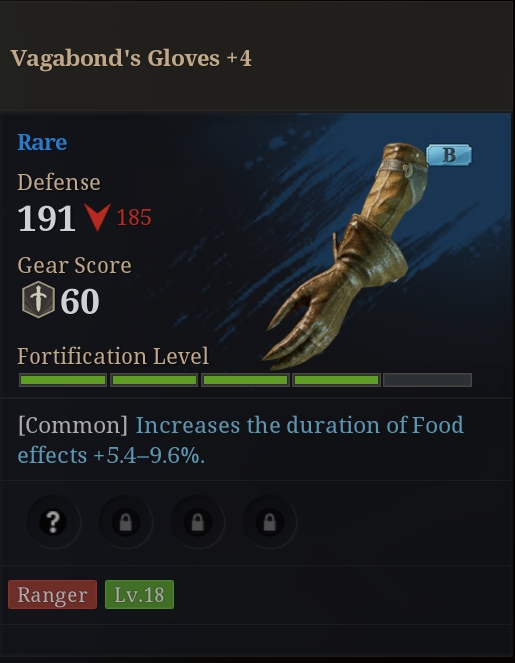 Vagabond's Gloves +4
Rare
B
Defense
191 185
Gear Score
60
Fortification Level
[Common] Increases the duration of Food
effects +5.4–9.6%.
?
Ranger Lv.18